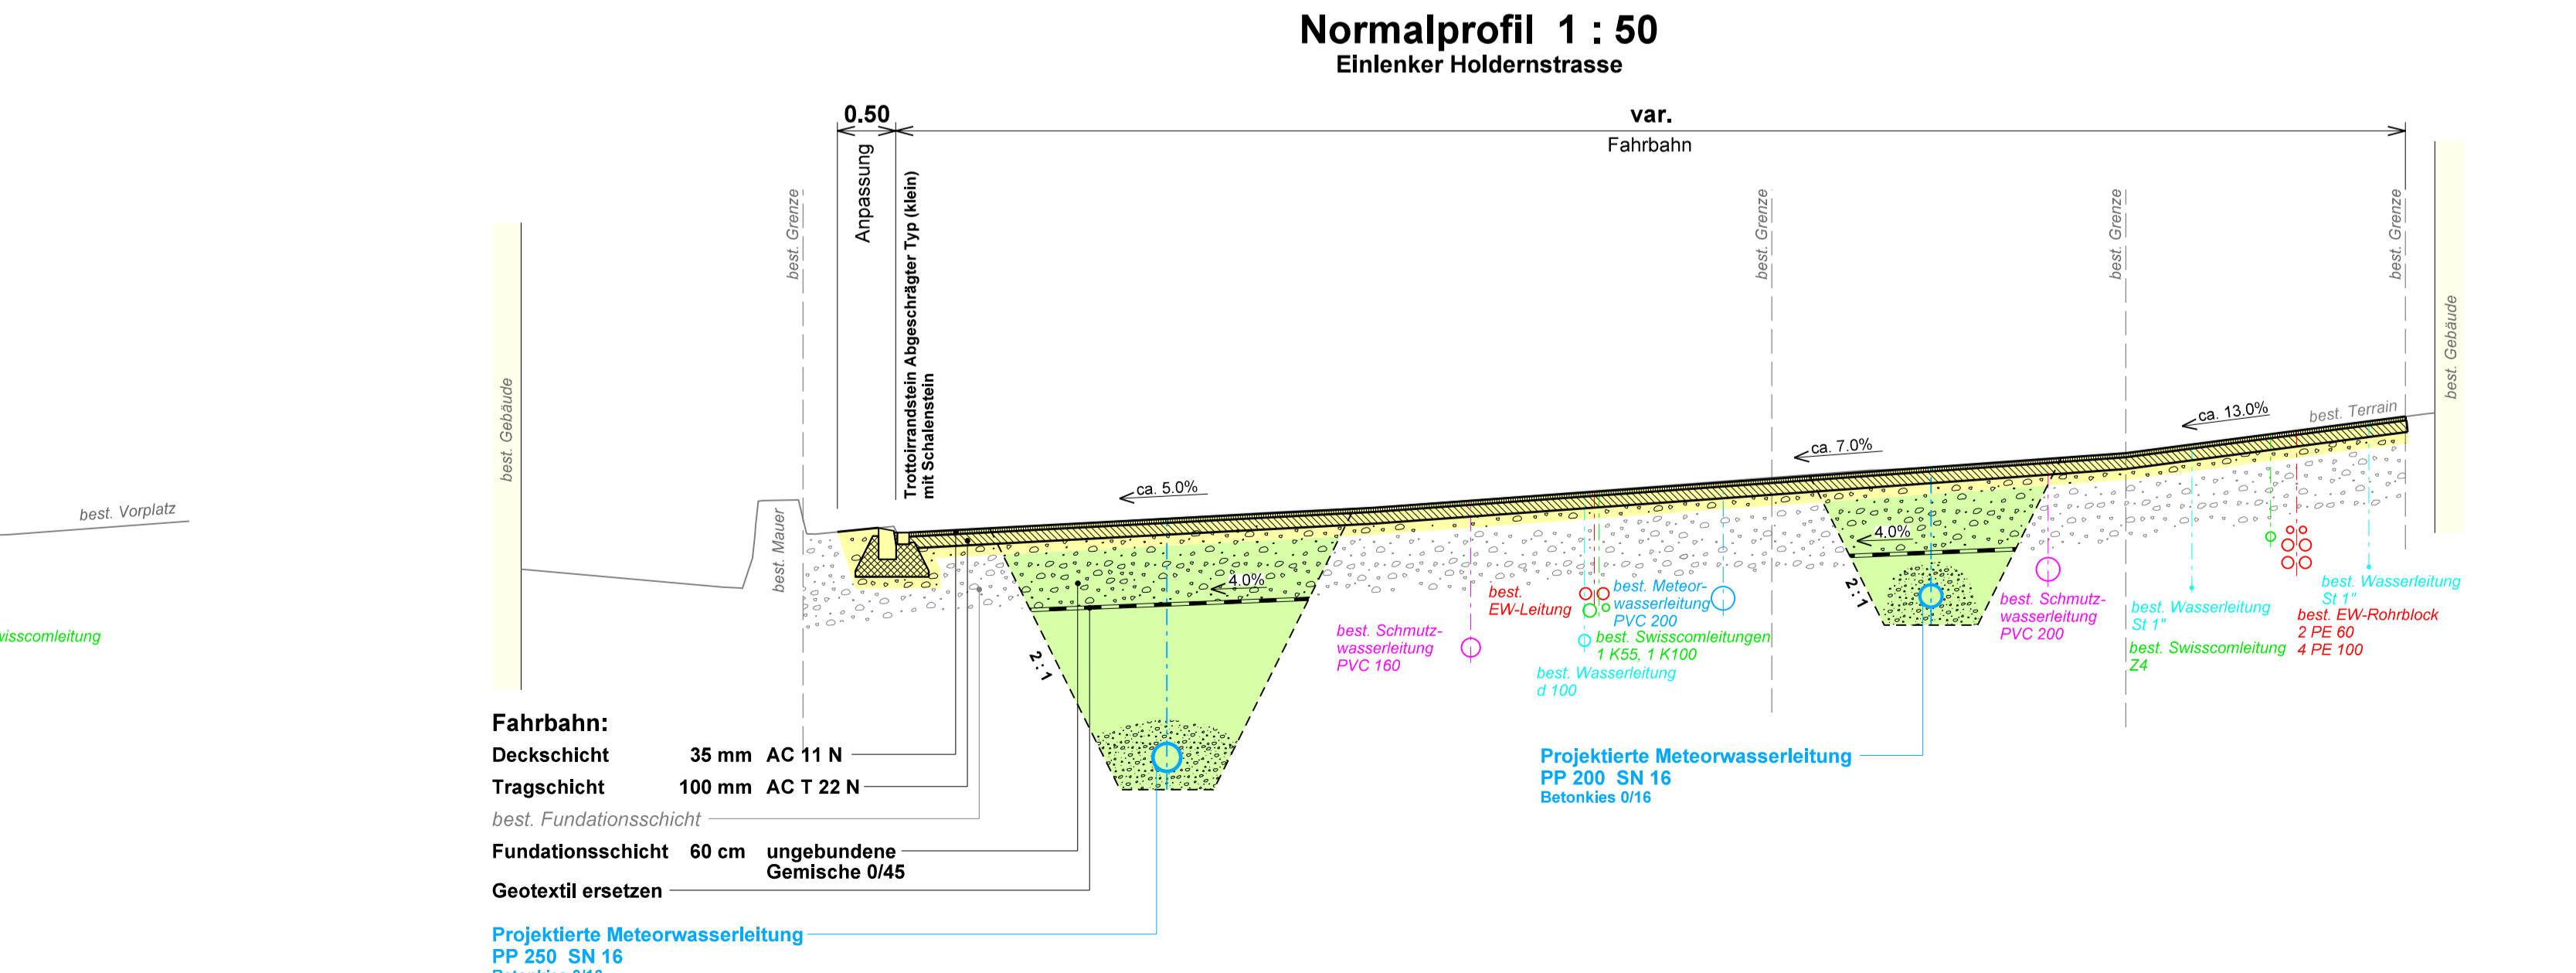 Normalprofil 1 : 50
Einlenker Holdernstrasse
0.50
var.
Fahrbahn
Anpassung
Trottoirrandstein Abgeschrägter Typ (klein)
mit Schalenstein
best. Grenze
best. Grenze
best. Grenze
best. Grenze
best. Gebäude
best. Gebäude
best. Vorplatz
best. Mauer
best. Terrain
ca. 13.0%
ca. 7.0%
ca. 5.0%
4.0%
4.0%
2 : 1
2 : 1
wisscomleitung
best. Schmutz-
wasserleitung
PVC 160
best.
EW-Leitung
best. Meteor-
wasserleitung
PVC 200
best. Swisscomleitungen
1 K55, 1 K100
best. Wasserleitung
d 100
best. Schmutz-
wasserleitung
PVC 200
best. Wasserleitung
St 1"
best. Swisscomleitung
Z4
best. Wasserleitung
St 1"
best. EW-Rohrblock
2 PE 60
4 PE 100
Fahrbahn:
Deckschicht 35 mm AC 11 N
Tragschicht 100 mm AC T 22 N
best. Fundationsschicht
Fundationsschicht 60 cm ungebundene
Gemische 0/45
Geotextil ersetzen
Projektierte Meteorwasserleitung
PP 250 SN 16
Projektierte Meteorwasserleitung
PP 200 SN 16
Betonkies 0/16